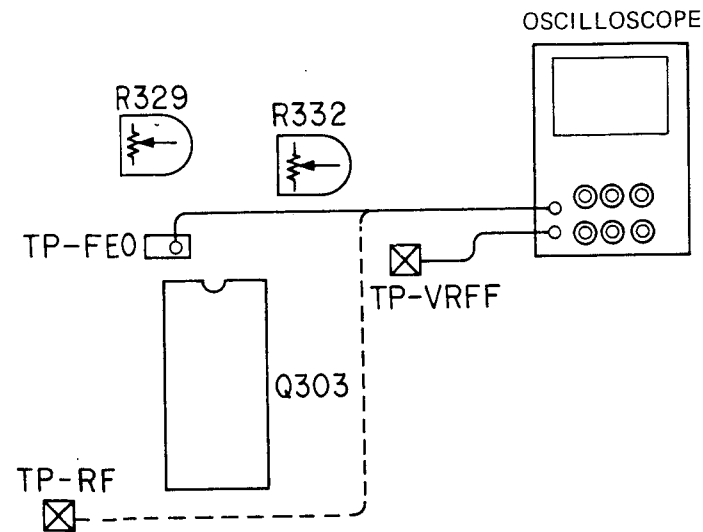 OSCILLOSCOPE
R329
R332
TP-FEO
TP-VRFF
Q303
TP-RF